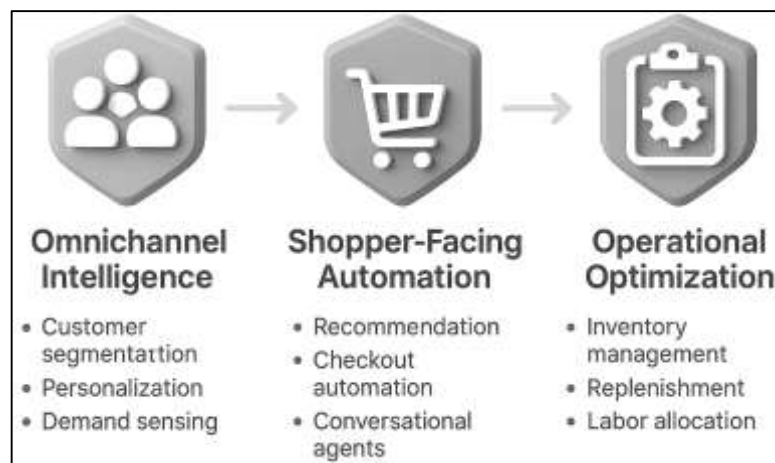 Omnichannel
Intelligence
• Customer
segmentaιtion
• Personalization
• Demand sensing
Shopper-Facing
Automation
• Recommendation
• Checkout
automation
• Conversational
agents
Operational
Optimization
• Inventory
management
• Replenishment
• Labor allocation